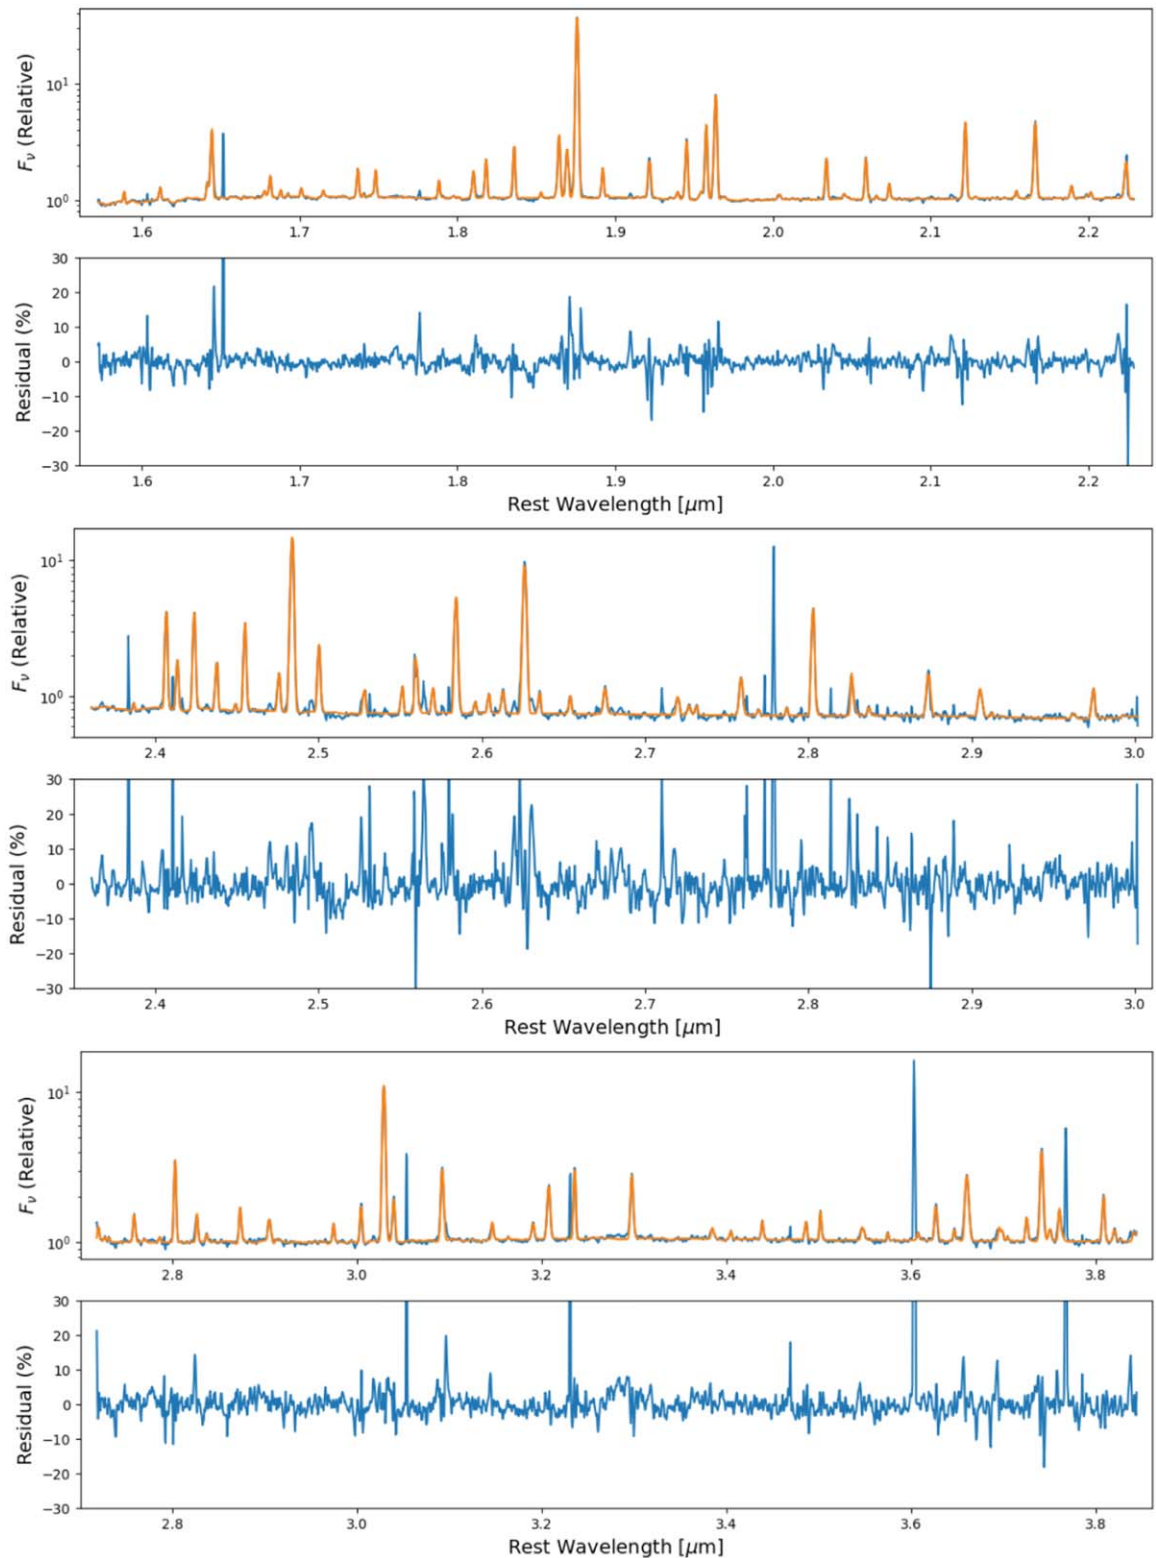 10¹
10⁰
Fν (Relative)
1.6 1.7 1.8 1.9 2.0 2.1 2.2
30
20
10
0
−10
−20
−30
Residual (%)
1.6 1.7 1.8 1.9 2.0 2.1 2.2
Rest Wavelength [μm]
10¹
10⁰
Fν (Relative)
2.4 2.5 2.6 2.7 2.8 2.9 3.0
30
20
10
0
−10
−20
−30
Residual (%)
2.4 2.5 2.6 2.7 2.8 2.9 3.0
Rest Wavelength [μm]
10¹
10⁰
Fν (Relative)
2.8 3.0 3.2 3.4 3.6 3.8
30
20
10
0
−10
−20
−30
Residual (%)
2.8 3.0 3.2 3.4 3.6 3.8
Rest Wavelength [μm]